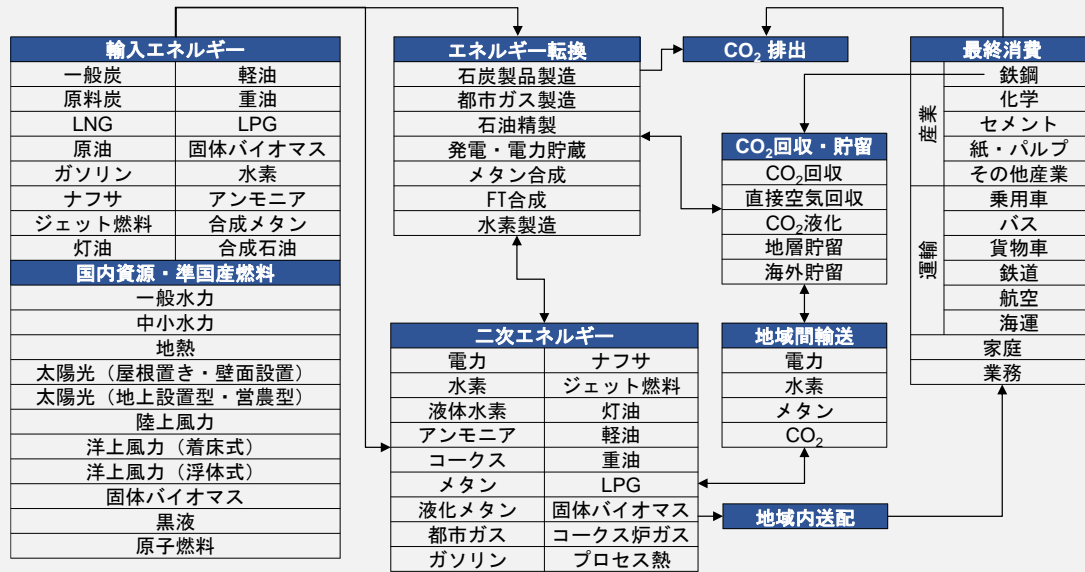 輸入エネルギー
一般炭 軽油
原料炭 重油
LNG LPG
原油 固体バイオマス
ガソリン 水素
ナフサ アンモニア
ジェット燃料 合成メタン
灯油 合成石油
国内資源・準国産燃料
一般水力
中小水力
地熱
太陽光(屋根置き・壁面設置)
太陽光(地上設置型・営農型)
陸上風力
洋上風力(着床式)
洋上風力(浮体式)
固体バイオマス
黒液
原子燃料
エネルギー転換
石炭製品製造
都市ガス製造
石油精製
発電・電力貯蔵
メタン合成
FT合成
水素製造
二次エネルギー
電力 ナフサ
水素 ジェット燃料
液体水素 灯油
アンモニア 軽油
コークス 重油
メタン LPG
液化メタン 固体バイオマス
都市ガス コークス炉ガス
ガソリン プロセス熱
CO₂ 排出
CO₂回収・貯留
CO₂回収
直接空気回収
CO₂液化
地層貯留
海外貯留
地域間輸送
電力
水素
メタン
CO₂
地域内送配
最終消費
産業
鉄鋼
化学
セメント
紙・パルプ
その他産業
運輸
乗用車
バス
貨物車
鉄道
航空
海運
家庭
業務